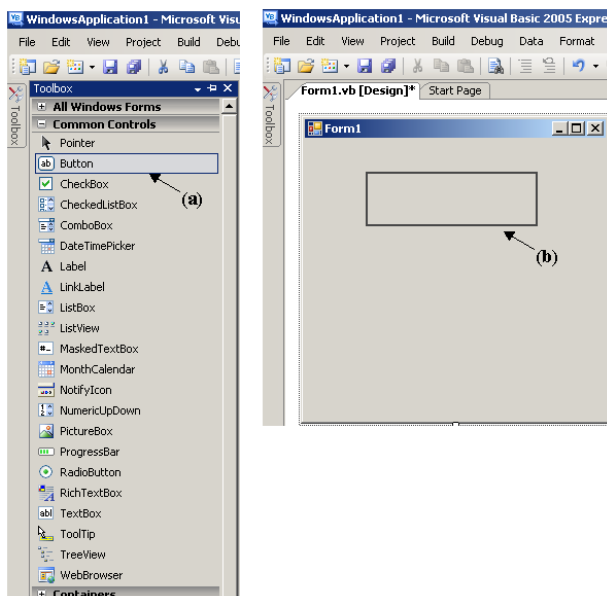 WindowsApplication1 - Microsoft Visu
File Edit View Project Build Debu
Toolbox
Toolbox
All Windows Forms
Common Controls
Pointer
ab Button
CheckBox
(a)
CheckedListBox
ComboBox
DateTimePicker
A Label
A LinkLabel
ListBox
ListView
#_ MaskedTextBox
MonthCalendar
NotifyIcon
NumericUpDown
PictureBox
ProgressBar
RadioButton
RichTextBox
abl TextBox
ToolTip
TreeView
WebBrowser
Containers
WindowsApplication1 - Microsoft Visual Basic 2005 Expre
File Edit View Project Build Debug Data Format
Toolbox
Form1.vb [Design]* Start Page
Form1
(b)